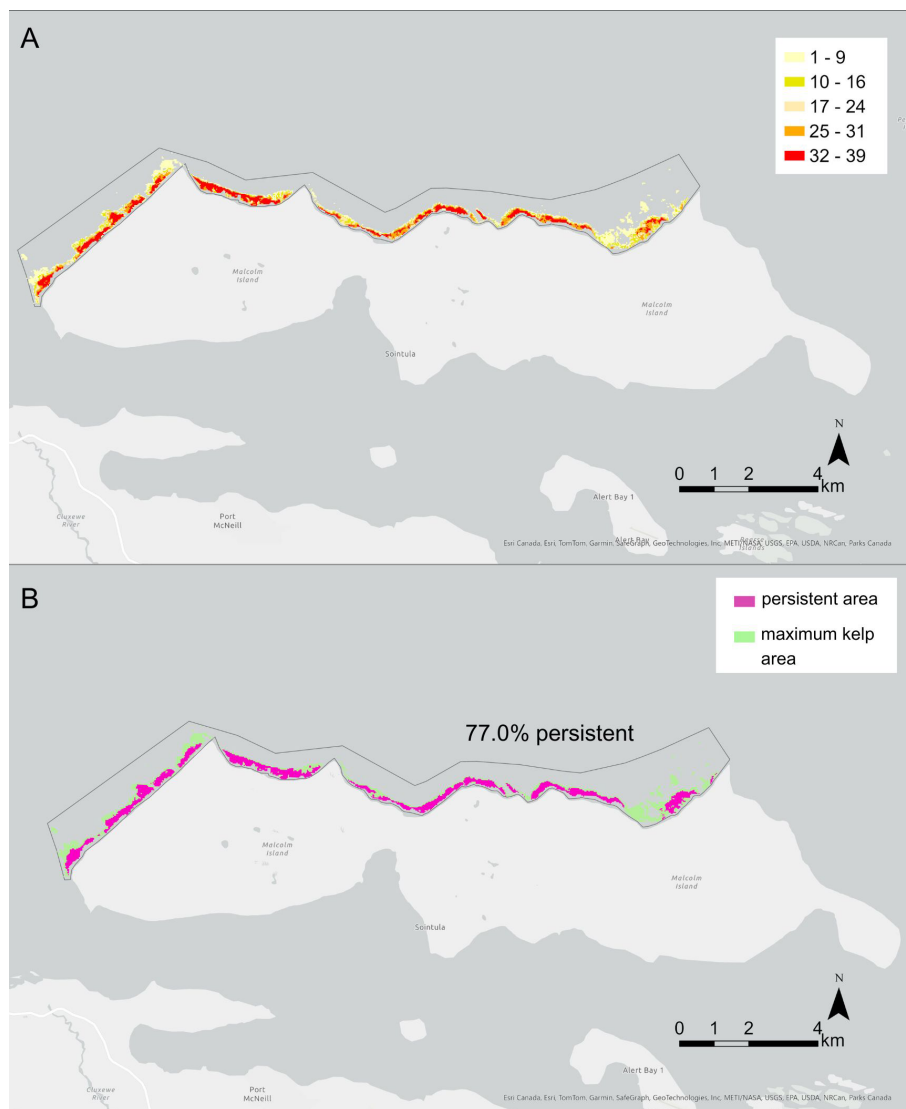 A
1 - 9
10 - 16
17 - 24
25 - 31
32 - 39
Malcolm
Island
Malcolm
Island
Sointula
N
0 1 2 4
km
Alert Bay 1
Cluxewe
River
Port
McNeill
Alert Bay
Islands
Esri Canada, Esri, TomTom, Garmin, SafeGraph, GeoTechnologies, Inc, METI/NASA, USGS, EPA, USDA, NRCan, Parks Canada
B
persistent area
maximum kelp
area
77.0% persistent
Malcolm
Island
Malcolm
Island
Sointula
N
0 1 2 4
km
Alert Bay 1
Cluxewe
River
Port
McNeill
Esri Canada, Esri, TomTom, Garmin, SafeGraph, GeoTechnologies, Inc, METI/NASA, USGS, EPA, USDA, NRCan, Parks Canada